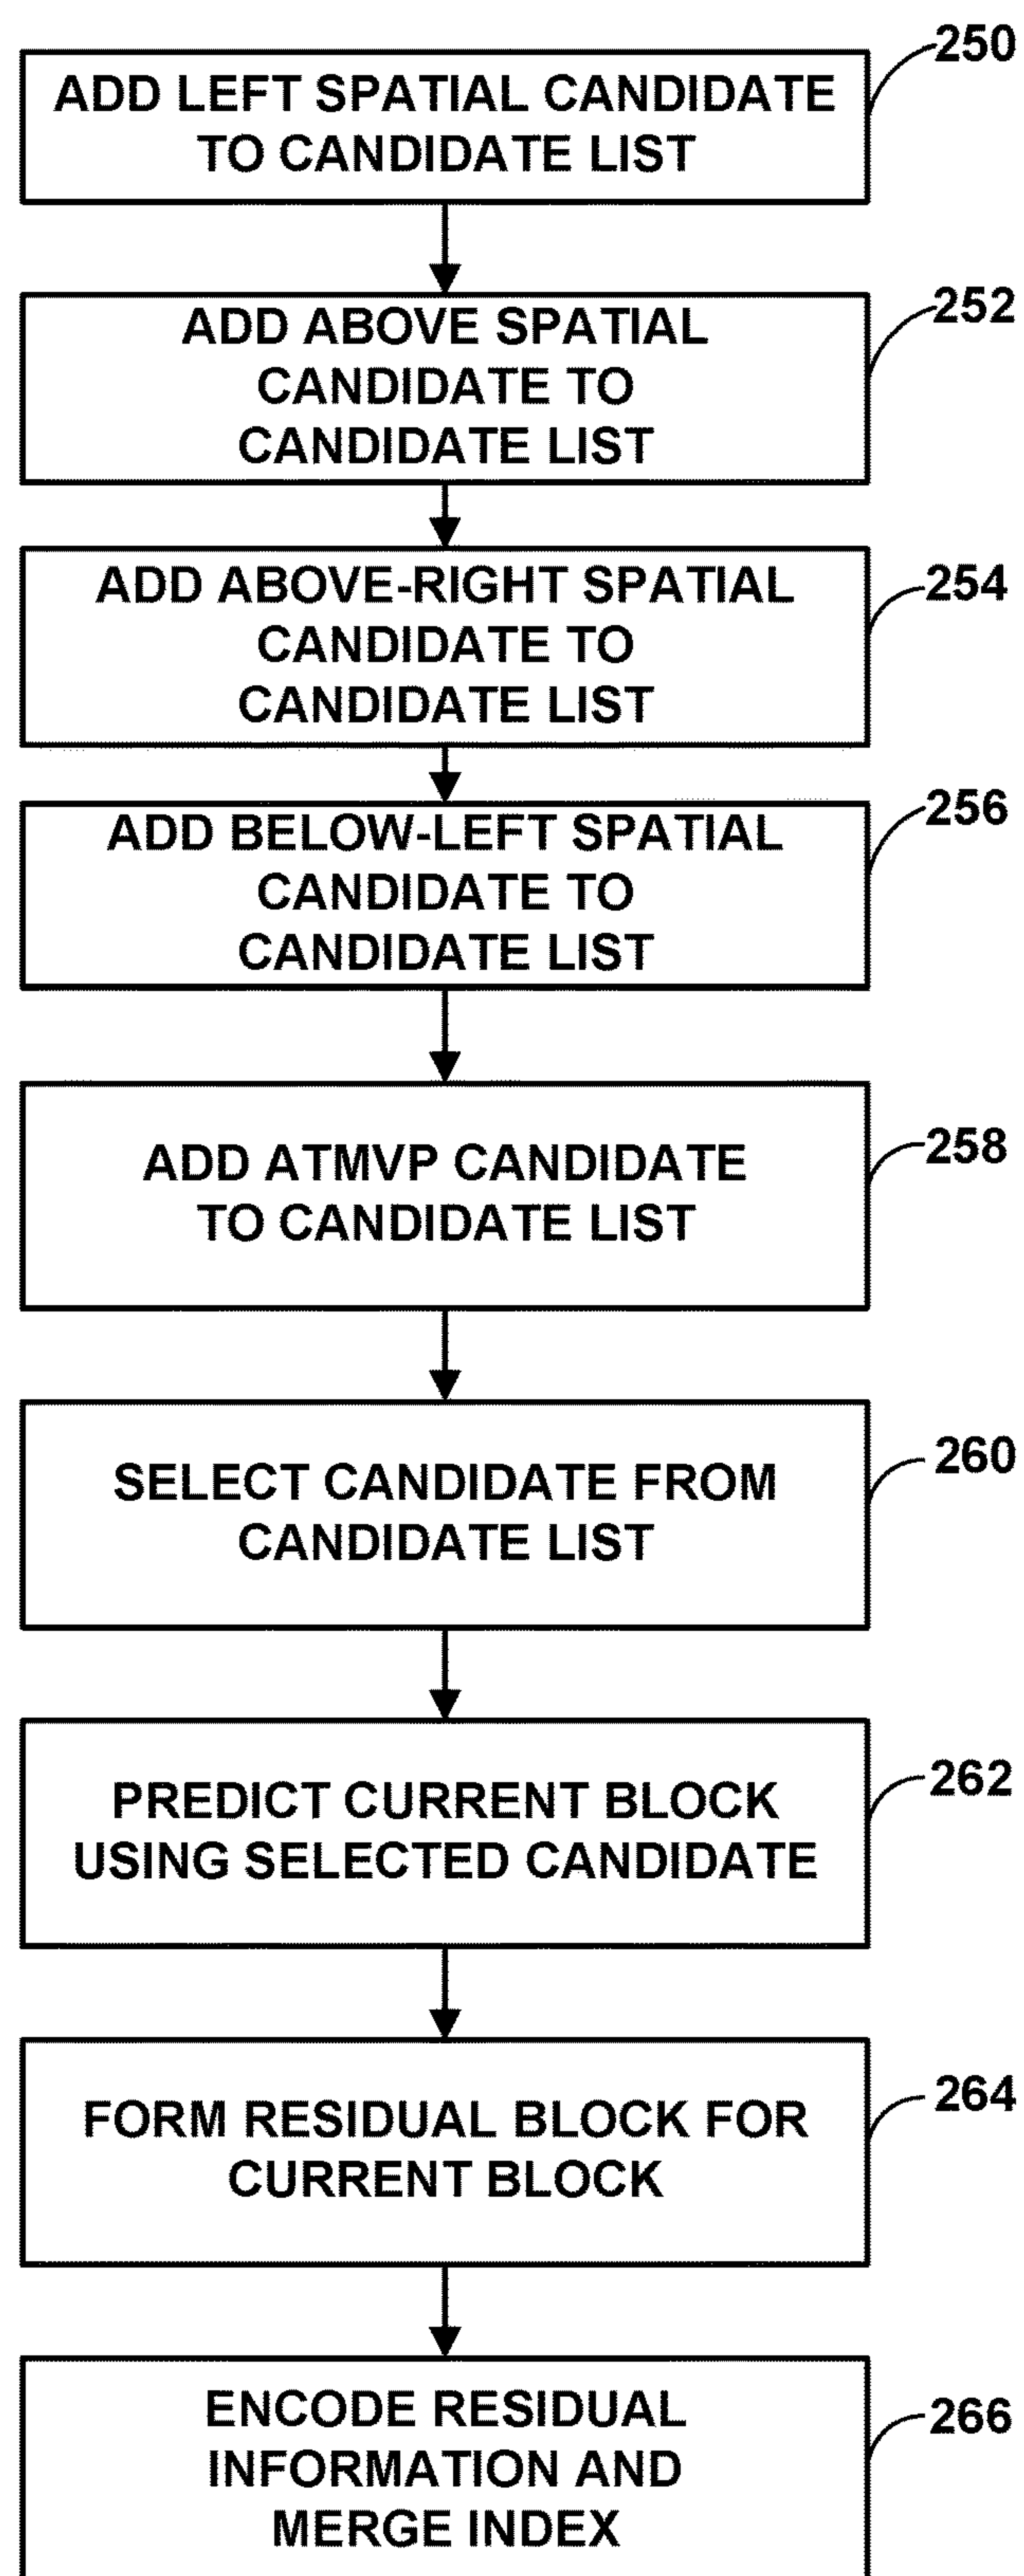 250
ADD LEFT SPATIAL CANDIDATE
TO CANDIDATE LIST
252
ADD ABOVE SPATIAL
CANDIDATE TO
CANDIDATE LIST
254
ADD ABOVE-RIGHT SPATIAL
CANDIDATE TO
CANDIDATE LIST
256
ADD BELOW-LEFT SPATIAL
CANDIDATE TO
CANDIDATE LIST
258
ADD ATMVP CANDIDATE
TO CANDIDATE LIST
260
SELECT CANDIDATE FROM
CANDIDATE LIST
262
PREDICT CURRENT BLOCK
USING SELECTED CANDIDATE
264
FORM RESIDUAL BLOCK FOR
CURRENT BLOCK
266
ENCODE RESIDUAL
INFORMATION AND
MERGE INDEX